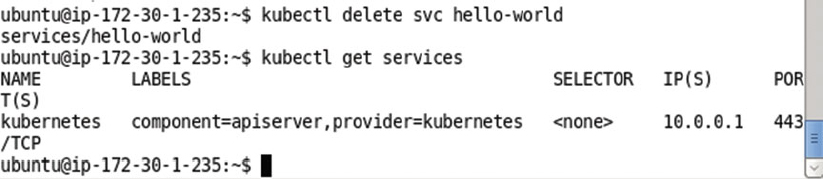 ubuntu@ip-172-30-1-235:~$ kubectl delete svc hello-world
services/hello-world
ubuntu@ip-172-30-1-235:~$ kubectl get services
NAME LABELS SELECTOR IP(S) POR
T(S)
kubernetes component=apiserver,provider=kubernetes <none> 10.0.0.1 443
/TCP
ubuntu@ip-172-30-1-235:~$